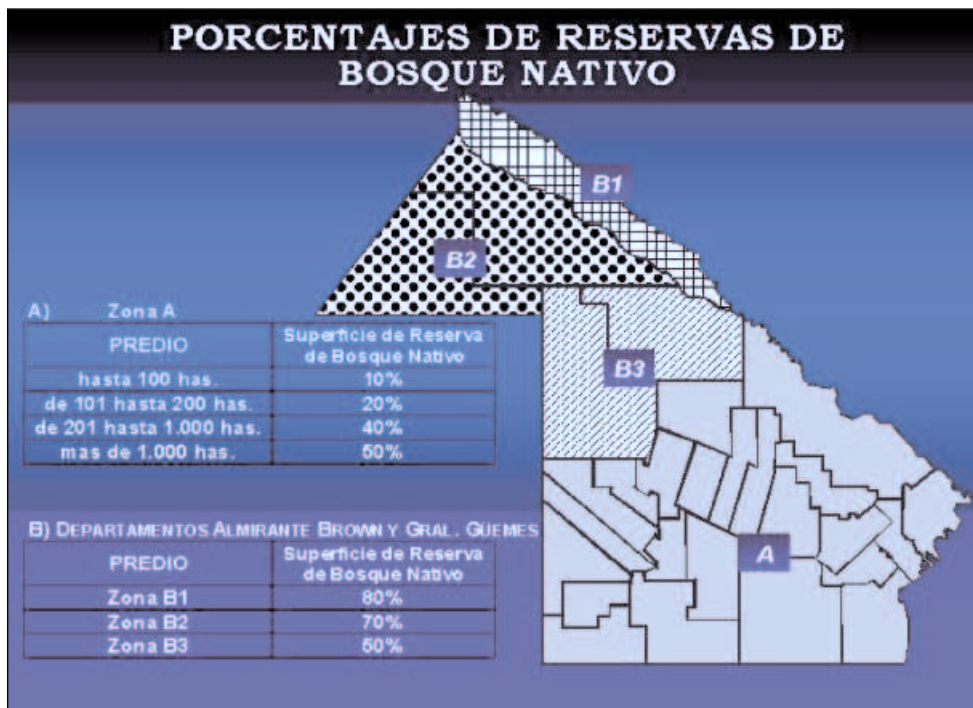 PORCENTAJES DE RESERVAS DE
BOSQUE NATIVO
B1
B2
B3
A
A) Zona A
PREDIO
Superficie de Reserva
de Bosque Nativo
hasta 100 has. 10%
de 101 hasta 200 has. 20%
de 201 hasta 1.000 has. 40%
mas de 1.000 has. 50%
B) DEPARTAMENTOS ALMIRANTE BROWN Y GRAL. GÜEMES
PREDIO
Superficie de Reserva
de Bosque Nativo
Zona B1 80%
Zona B2 70%
Zona B3 50%